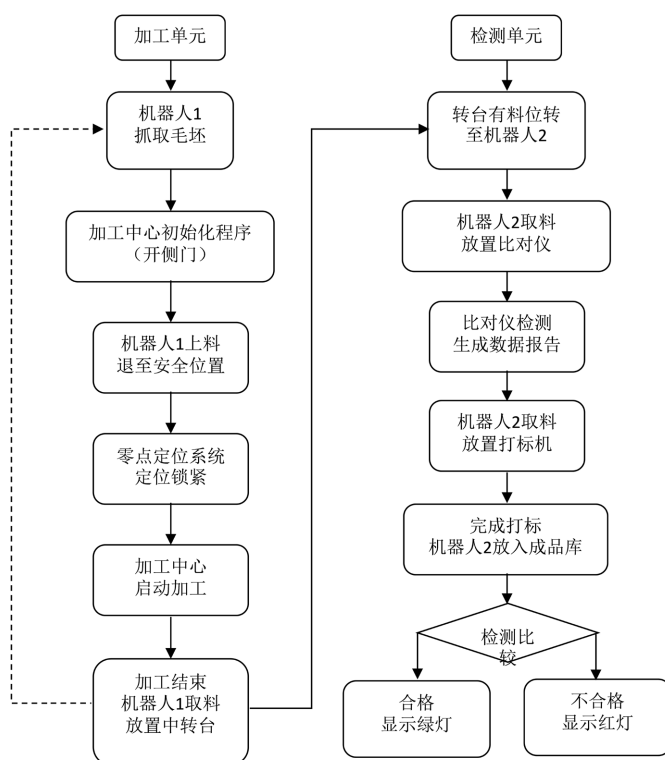 加工单元
机器人1
抓取毛坯
加工中心初始化程序
（开侧门）
机器人1上料
退至安全位置
零点定位系统
定位锁紧
加工中心
启动加工
加工结束
机器人1取料
放置中转台
检测单元
转台有料位转
至机器人2
机器人2取料
放置比对仪
比对仪检测
生成数据报告
机器人2取料
放置打标机
完成打标
机器人2放入成品库
检测比
较
合格
显示绿灯
不合格
显示红灯